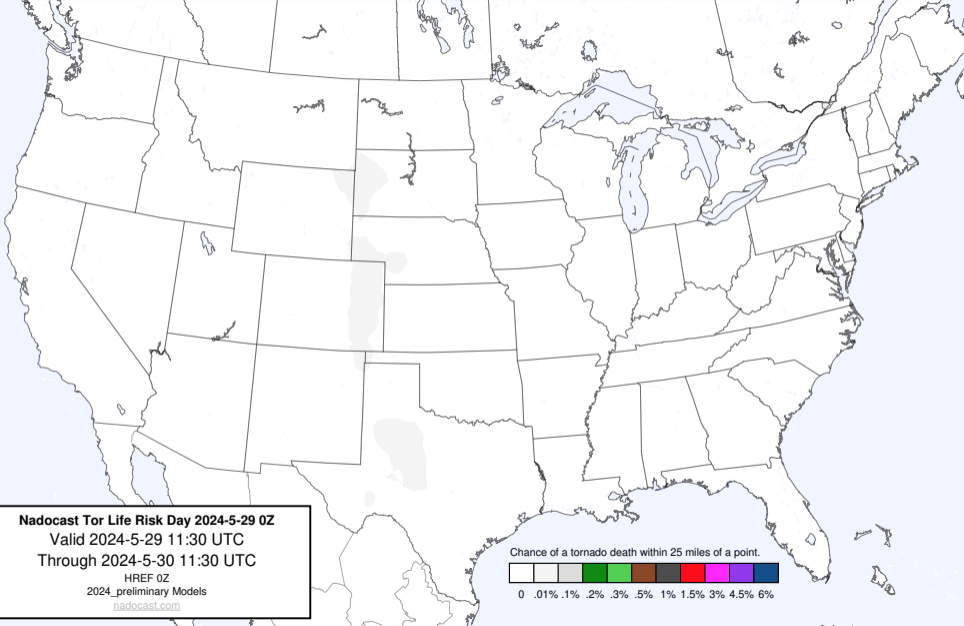 Nadocast Tor Life Risk Day 2024-5-29 0Z
Valid 2024-5-29 11:30 UTC
Through 2024-5-30 11:30 UTC
HREF 0Z
2024_preliminary Models
nadocast.com
Chance of a tornado death within 25 miles of a point.
0 .01% .1% .2% .3% .5% 1% 1.5% 3% 4.5% 6%